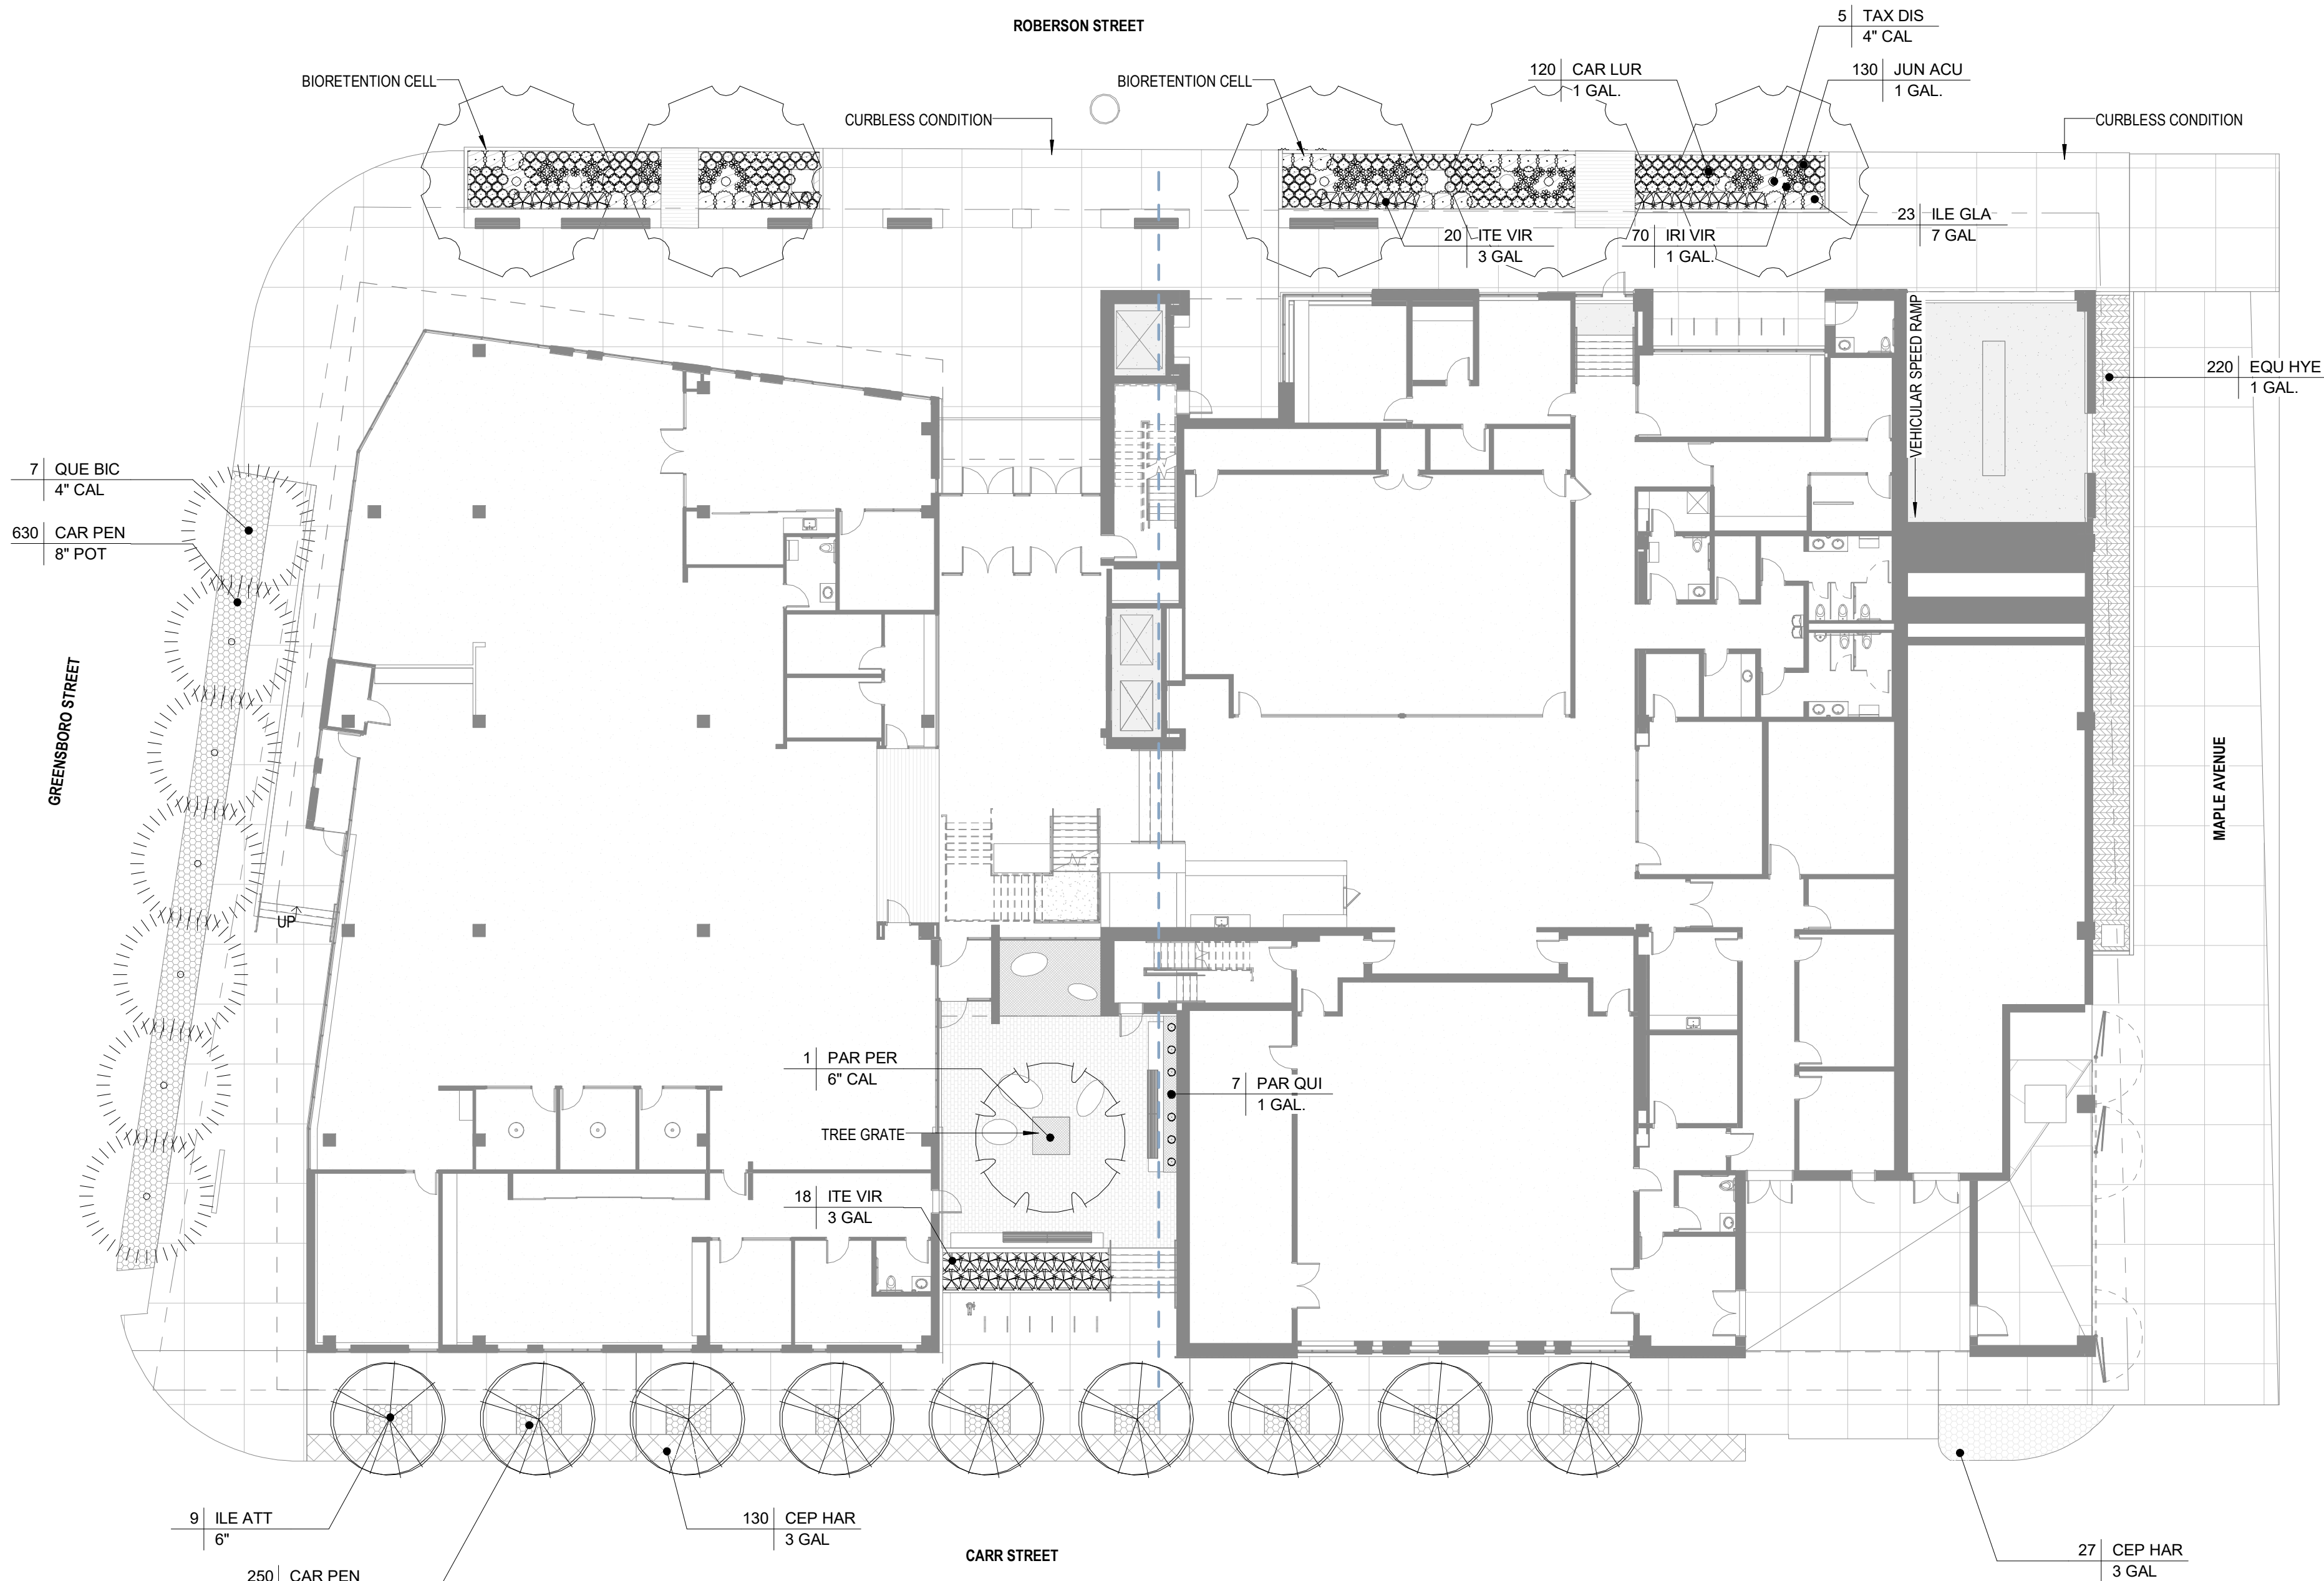 ROBERSON STREET
5 TAX DIS
4" CAL
BIORETENTION CELL
BIORETENTION CELL
120 CAR LUR
1 GAL.
130 JUN ACU
1 GAL.
CURBLESS CONDITION
CURBLESS CONDITION
23 ILE GLA
7 GAL
20 ITE VIR
3 GAL
70 IRI VIR
1 GAL.
VEHICULAR SPEED RAMP
220 EQU HYE
1 GAL.
7 QUE BIC
4" CAL
630 CAR PEN
8" POT
GREENSBORO STREET
MAPLE AVENUE
UP
1 PAR PER
6" CAL
7 PAR QUI
1 GAL.
TREE GRATE
18 ITE VIR
3 GAL
9 ILE ATT
6"
130 CEP HAR
3 GAL
CARR STREET
27 CEP HAR
3 GAL
250 CAR PEN